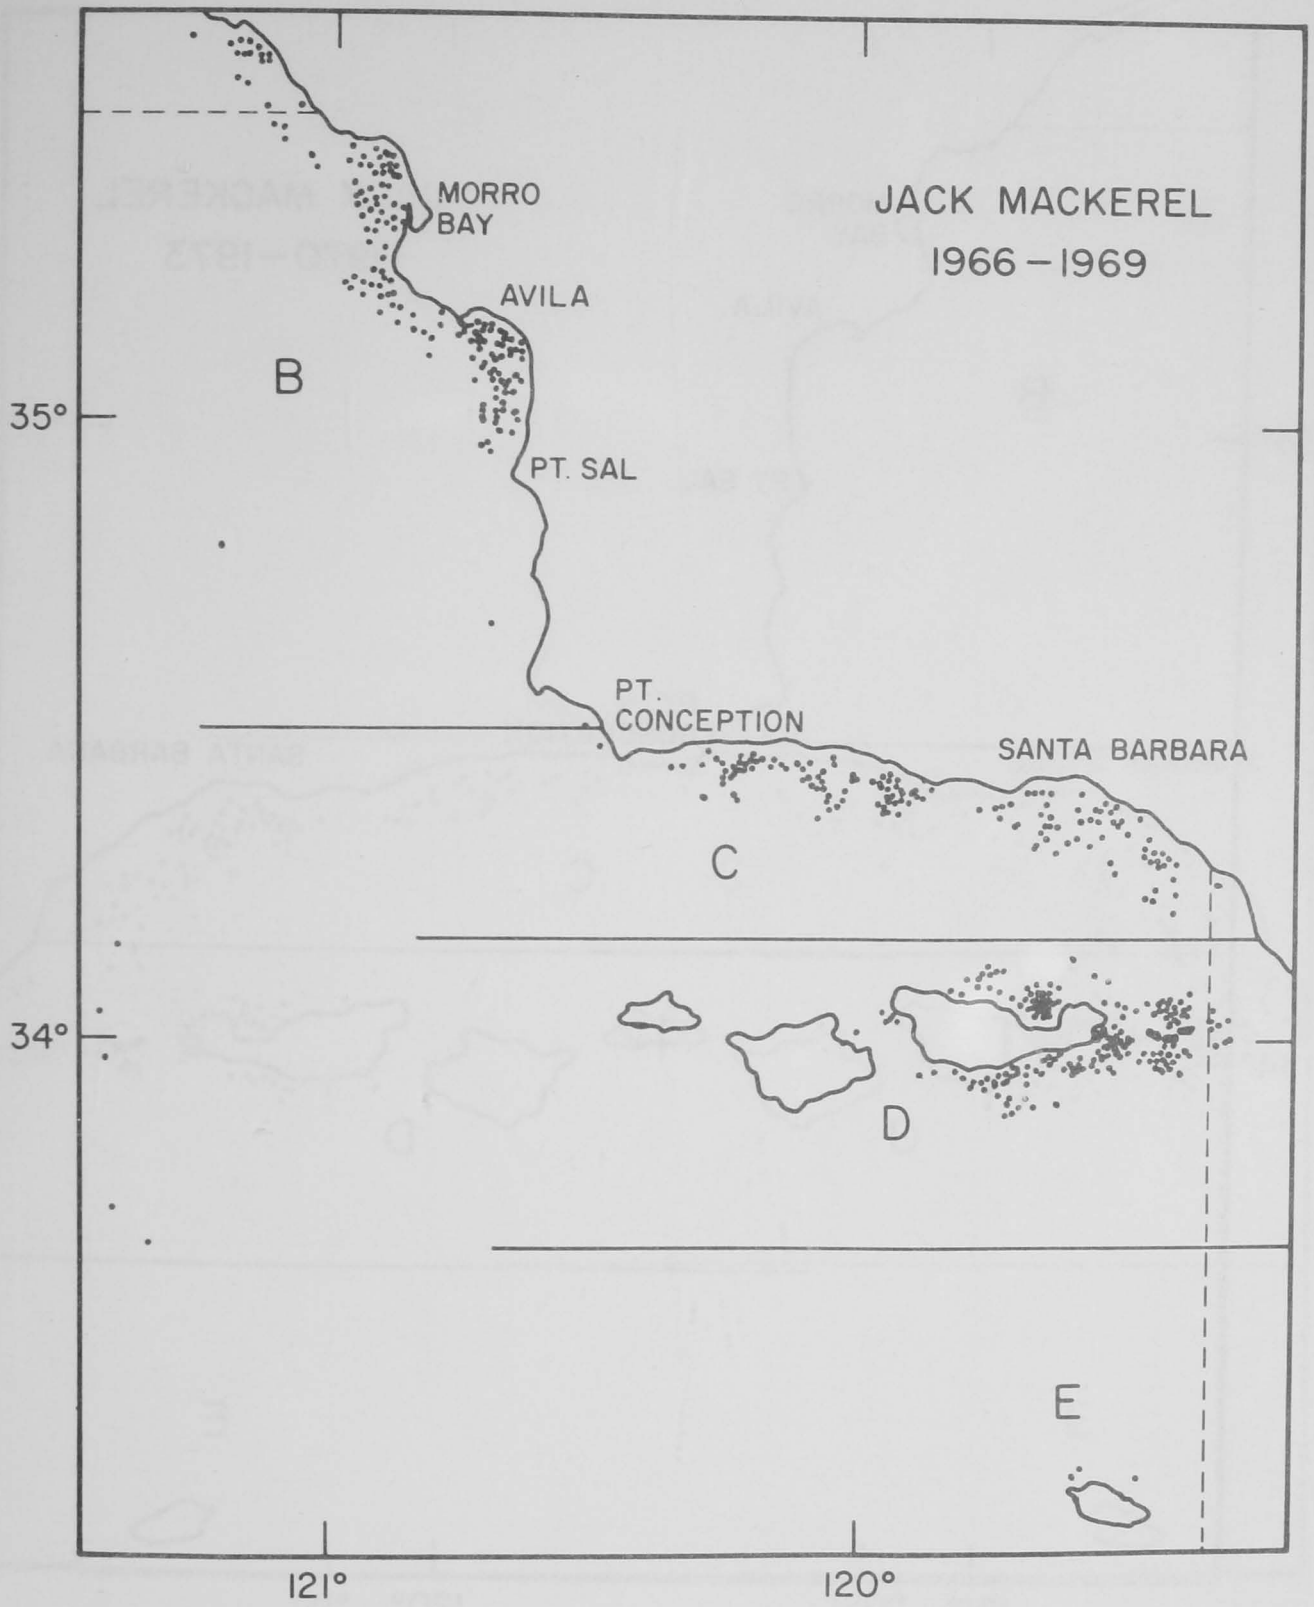 JACK MACKEREL
1966–1969
MORRO
BAY
AVILA
B
35°
PT. SAL
PT.
CONCEPTION
SANTA BARBARA
C
34°
D
E
121°
120°